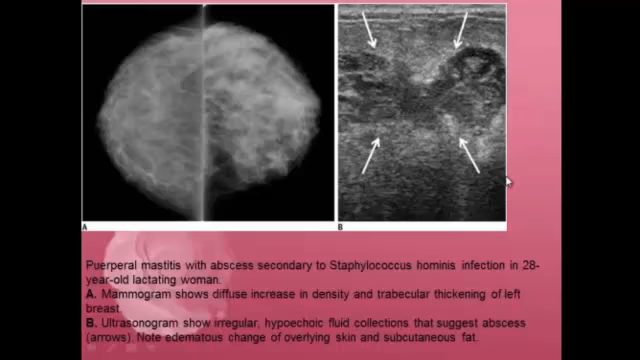 A
B
Puerperal mastitis with abscess secondary to Staphylococcus hominis infection in 28-
year-old lactating woman.
A. Mammogram shows diffuse increase in density and trabecular thickening of left
breast.
B. Ultrasonogram show irregular, hypoechoic fluid collections that suggest abscess
(arrows). Note edematous change of overlying skin and subcutaneous fat.